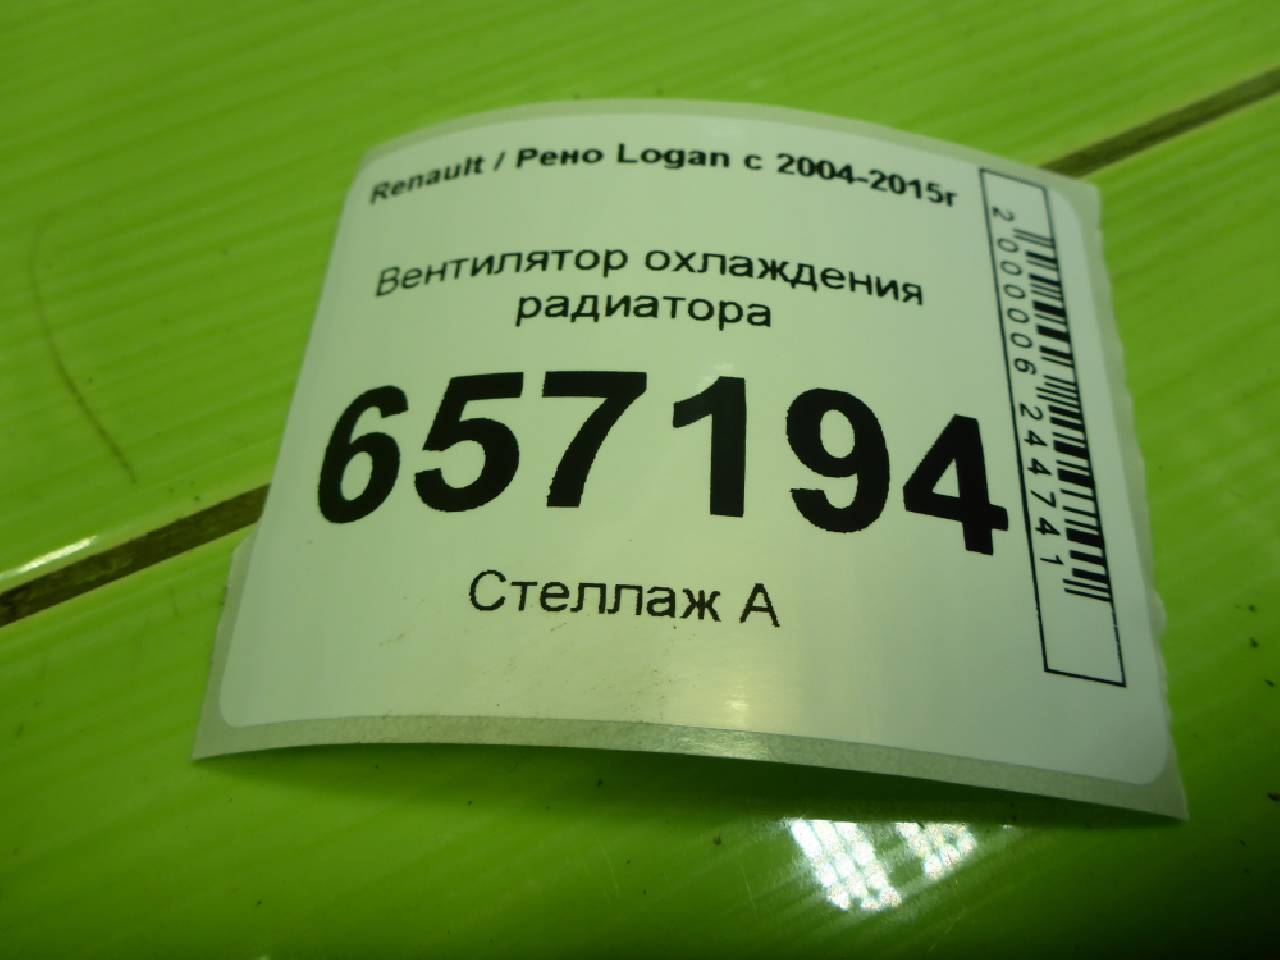 Renault / Рено Logan с 2004-2015г
Вентилятор охлаждения
радиатора
657194
Стеллаж А
2000006244741